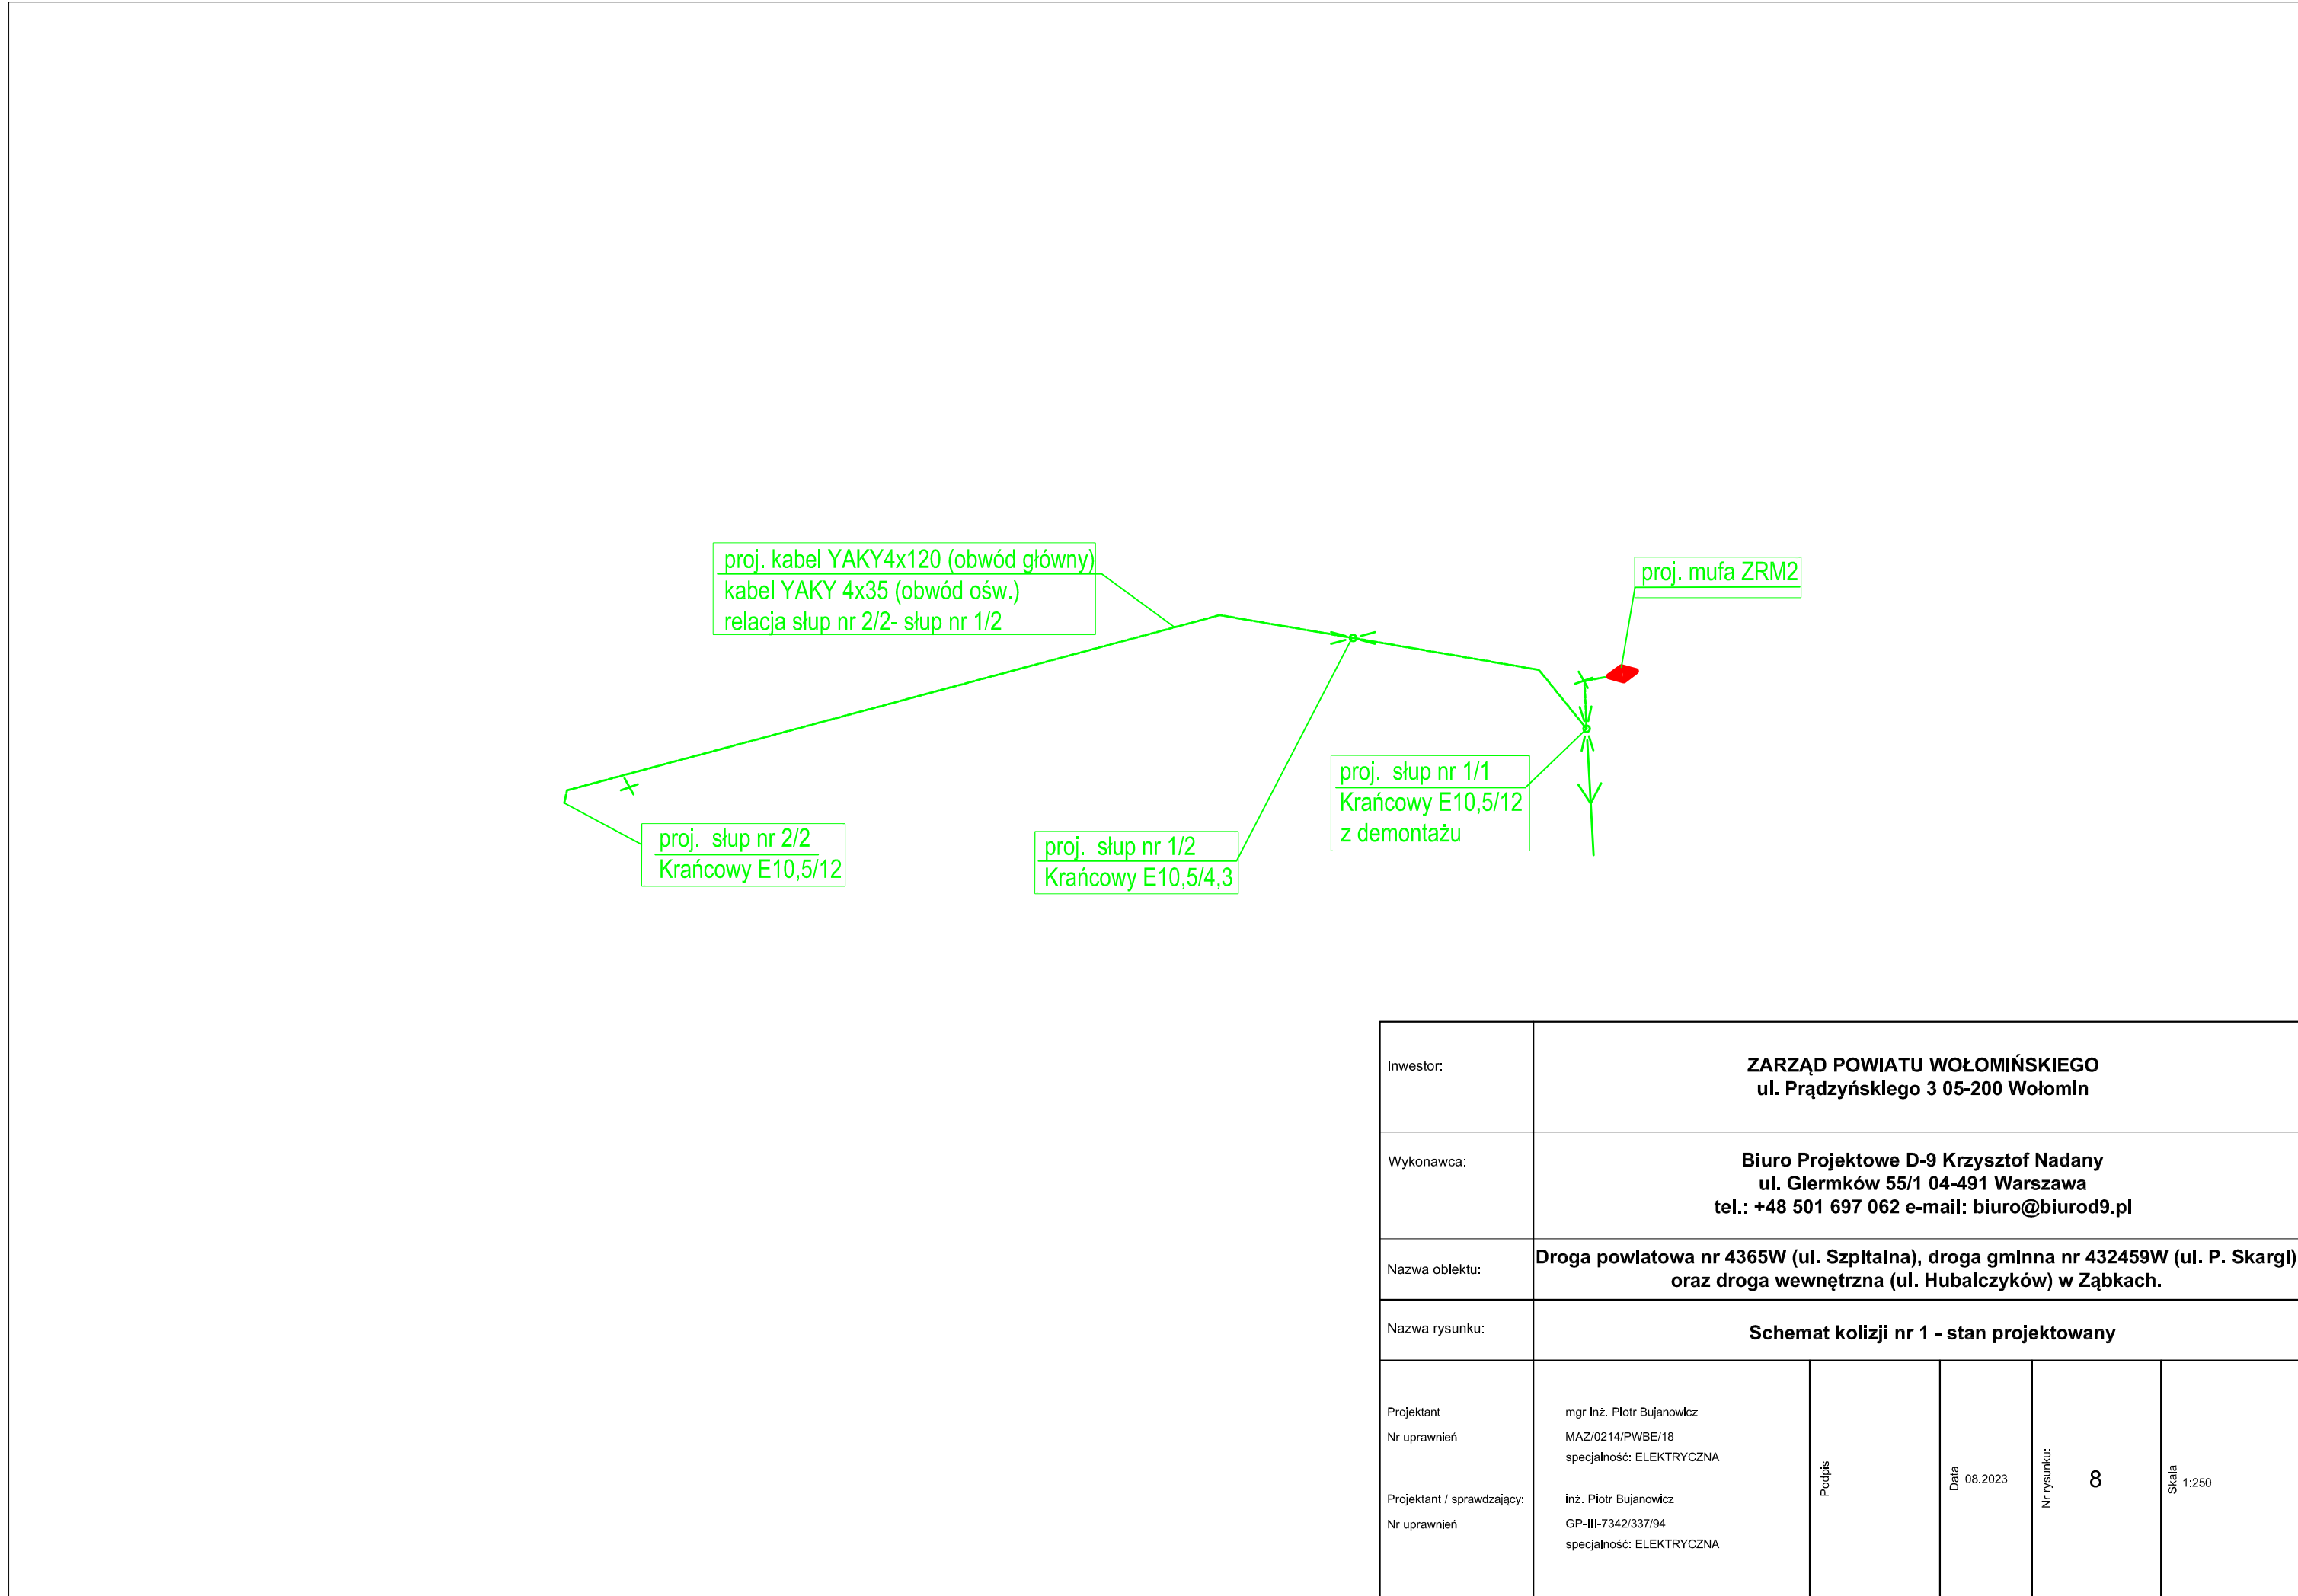 proj. kabel YAKY4x120 (obwód główny)
kabel YAKY 4x35 (obwód ośw.)
relacja słup nr 2/2- słup nr 1/2
proj. mufa ZRM2
proj. słup nr 1/1
Krańcowy E10,5/12
z demontażu
proj. słup nr 2/2
Krańcowy E10,5/12
proj. słup nr 1/2
Krańcowy E10,5/4,3
Inwestor:
ZARZĄD POWIATU WOŁOMIŃSKIEGO
ul. Prądzyńskiego 3 05-200 Wołomin
Wykonawca:
Biuro Projektowe D-9 Krzysztof Nadany
ul. Giermków 55/1 04-491 Warszawa
tel.: +48 501 697 062 e-mail: biuro@biurod9.pl
Nazwa obiektu:
Droga powiatowa nr 4365W (ul. Szpitalna), droga gminna nr 432459W (ul. P. Skargi)
oraz droga wewnętrzna (ul. Hubalczyków) w Ząbkach.
Nazwa rysunku:
Schemat kolizji nr 1 - stan projektowany
Projektant
mgr inż. Piotr Bujanowicz
Nr uprawnień
MAZ/0214/PWBE/18
specjalność: ELEKTRYCZNA
Projektant / sprawdzający:
inż. Piotr Bujanowicz
Nr uprawnień
GP-III-7342/337/94
specjalność: ELEKTRYCZNA
Podpis
Data 08.2023
Nr rysunku: 8
Skala 1:250